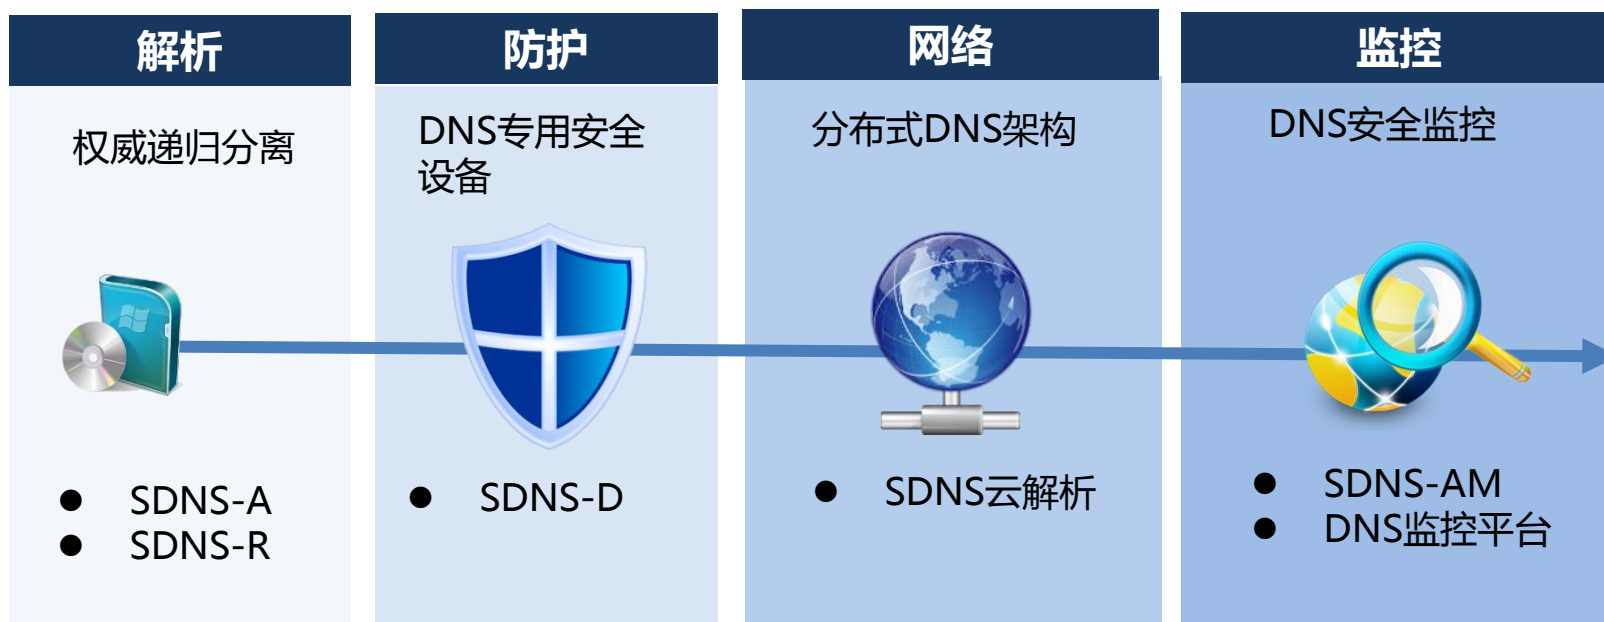 解析
权威递归分离
● SDNS-A
● SDNS-R
防护
DNS专用安全
设备
● SDNS-D
网络
分布式DNS架构
● SDNS云解析
监控
DNS安全监控
● SDNS-AM
● DNS监控平台